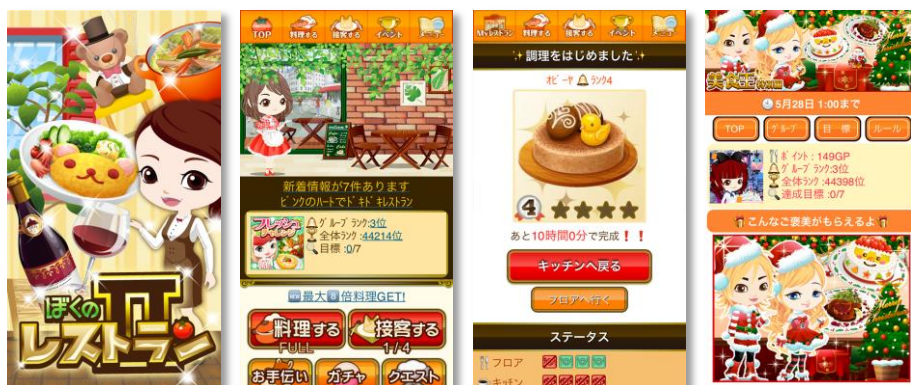 ぼくの
レストラン
II
TOP 料理する 接客する イベント メニュー
新着情報が7件あります
ピンクのハートでドキドキレストラン
グループランク:3位
全体ランク:44214位
目標:0/7
最大8倍料理GET!
料理する
FULL
接客する
1/4
お手伝い
ガチャ
クエスト
Myレストラン 料理する 接客する イベント メニュー
調理をはじめました
ランク4
4
あと10時間0分で完成！！
キッチンへ戻る
フロアへ行く
ステータス
フロア
キッチン
美食王
5月28日 1:00まで
TOP
グループ
目 標
ルール
ポイント:149GP
グループランク:3位
全体ランク:44398位
達成目標:0/7
こんなご褒美がもらえるよ